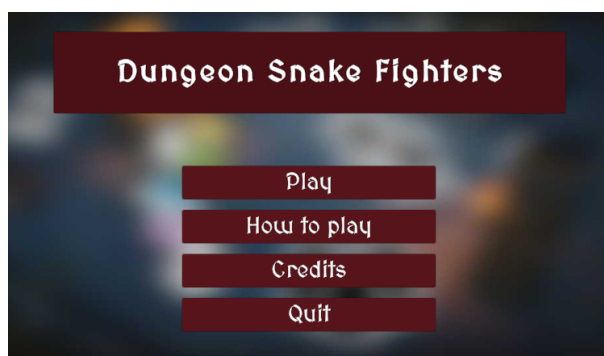 Dungeon Snake Fighters
Play
How to play
Credits
Quit